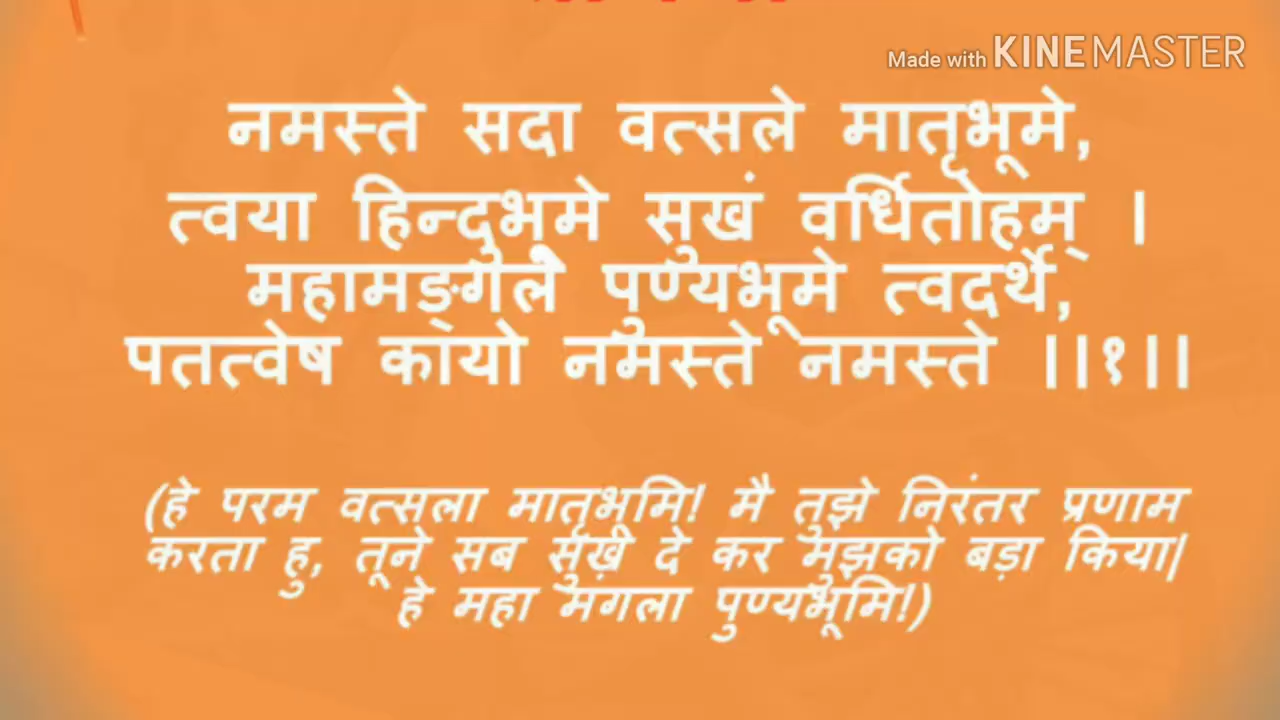 Made with KINEMASTER
नमस्ते सदा वत्सले मातृभूमे,
त्वया हिन्दुभूमे सुखं वर्धितोहम् ।
महामङ्गले पुण्यभूमे त्वदर्थे,
पतत्वेष कायो नमस्ते नमस्ते ।।१।।
(हे परम वत्सला मातृभूमि! मै तुझे निरंतर प्रणाम
करता हु, तूने सब सुख़ दे कर मुझको बड़ा किया|
हे महा मगला पुण्यभूमि!)